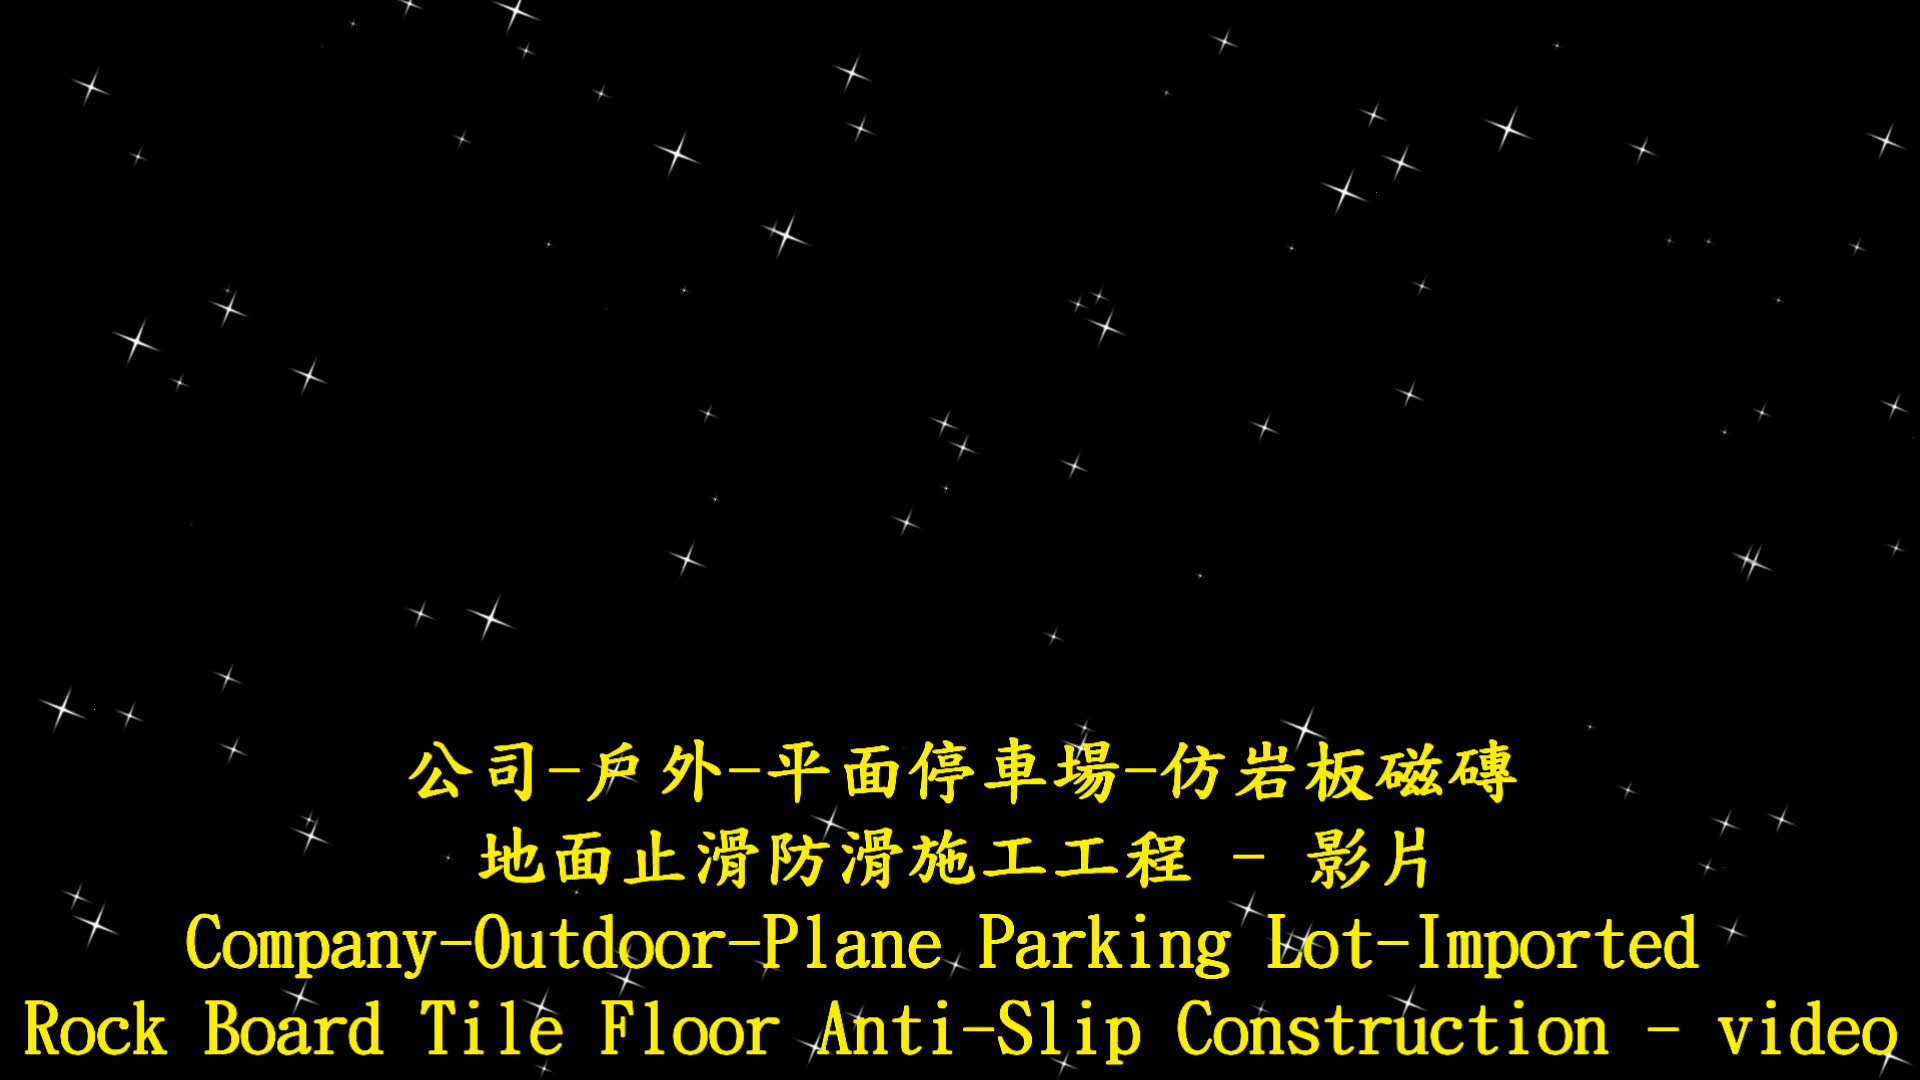 公司-戶外-平面停車場-仿岩板磁磚
地面止滑防滑施工工程 - 影片
Company-Outdoor-Plane Parking Lot-Imported
Rock Board Tile Floor Anti-Slip Construction - video